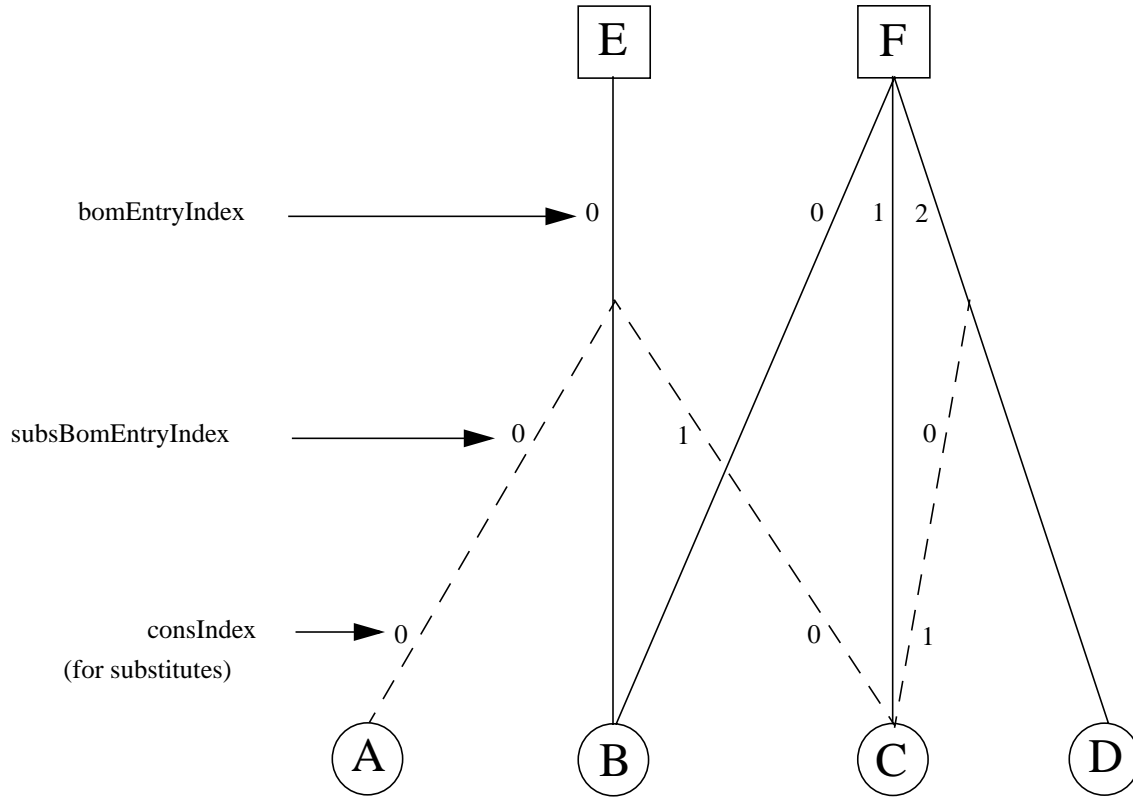 E F
bomEntryIndex 0 0 1 2
subsBomEntryIndex 0 1 0
consIndex 0 0 1
(for substitutes)
A B C D